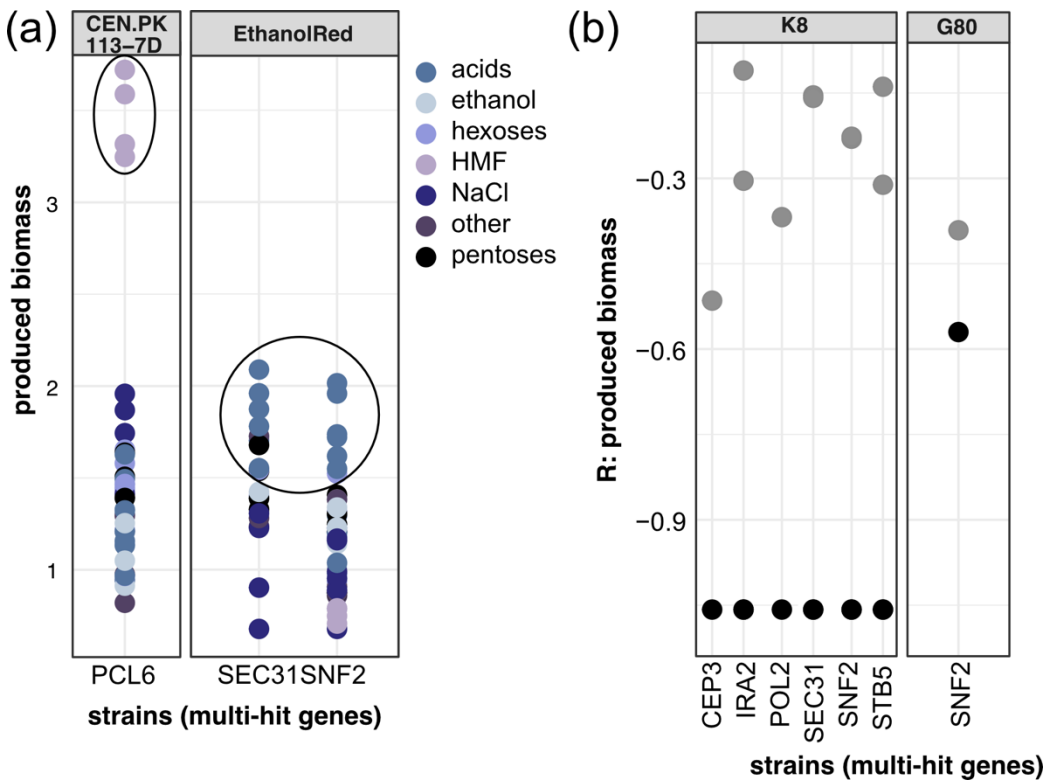 (a)
CEN.PK
113–7D
EthanolRed
produced biomass
3
2
1
PCL6
SEC31SNF2
strains (multi-hit genes)
acids
ethanol
hexoses
HMF
NaCl
other
pentoses
(b)
K8
G80
R: produced biomass
−0.3
−0.6
−0.9
CEP3
IRA2
POL2
SEC31
SNF2
STB5
SNF2
strains (multi-hit genes)